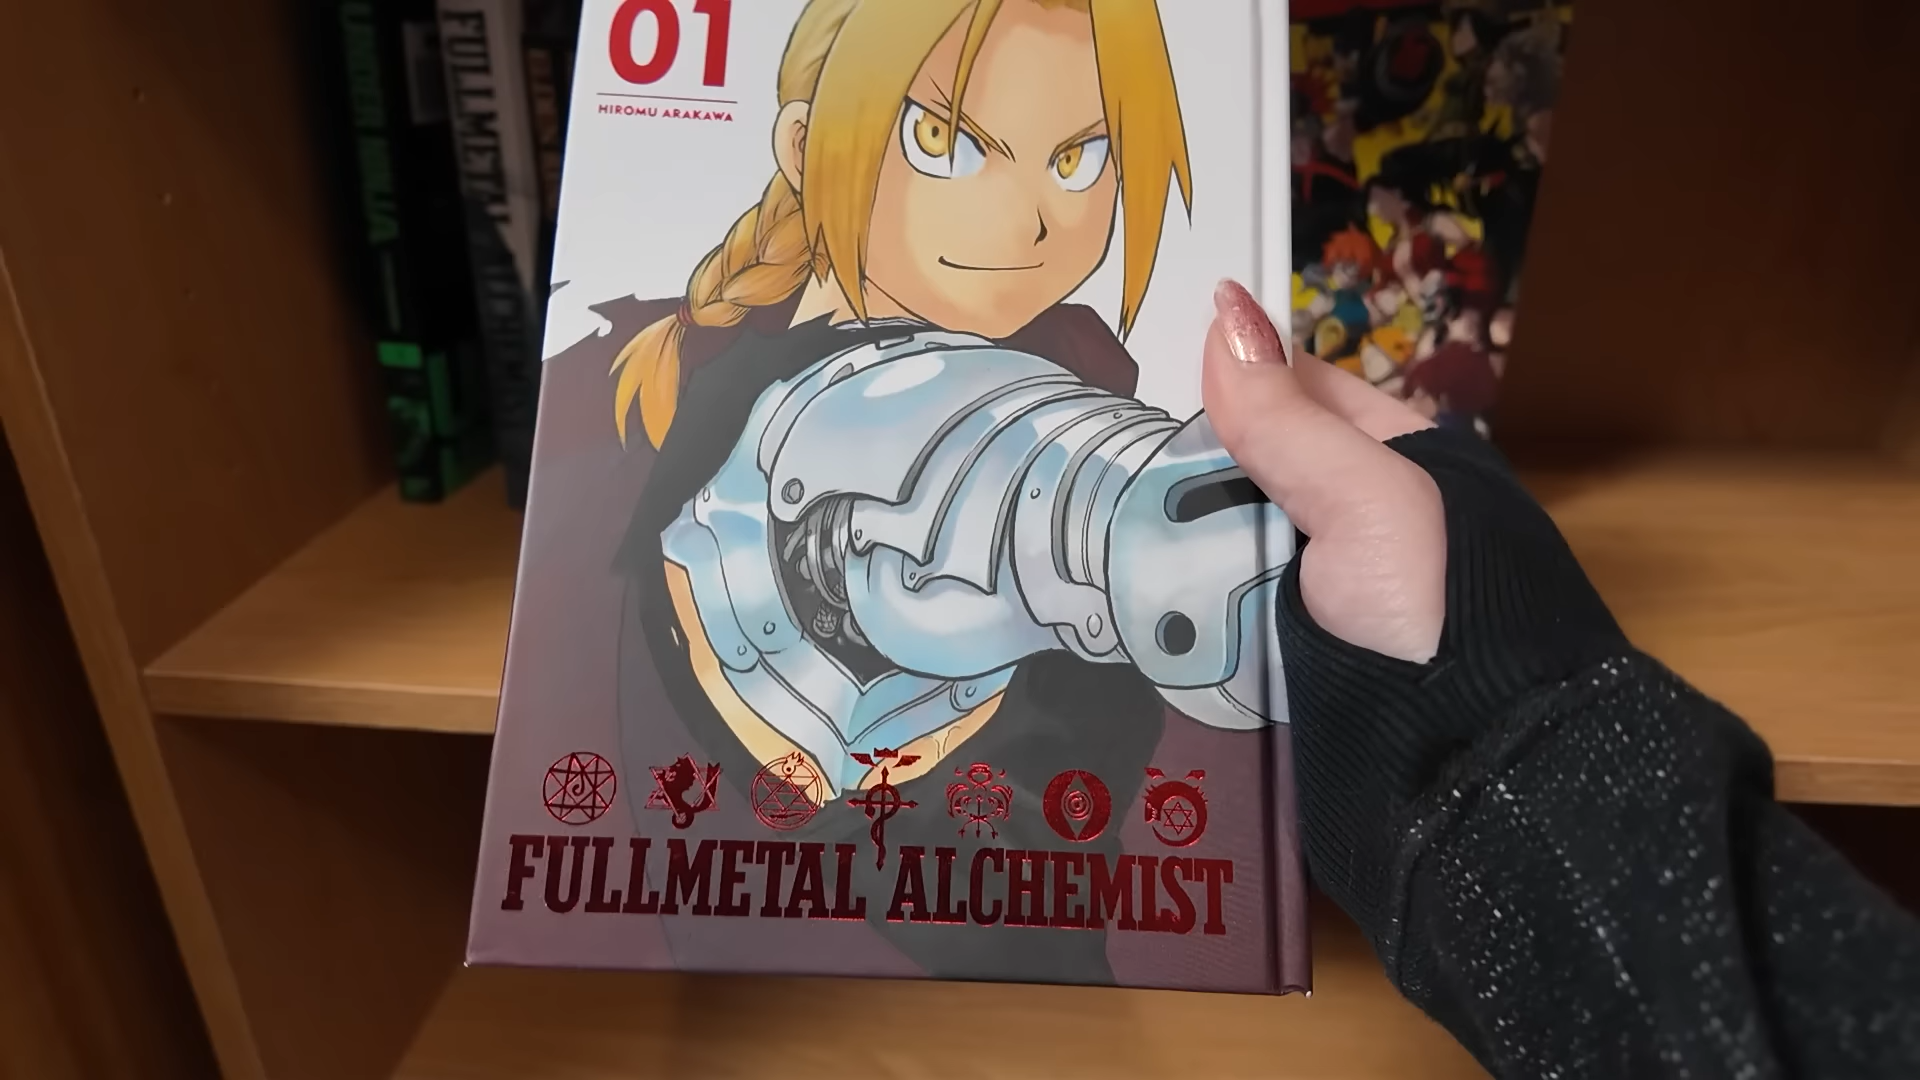 01
HIROMU ARAKAWA
FULLMETAL ALCHEMIST
FULLMETAL